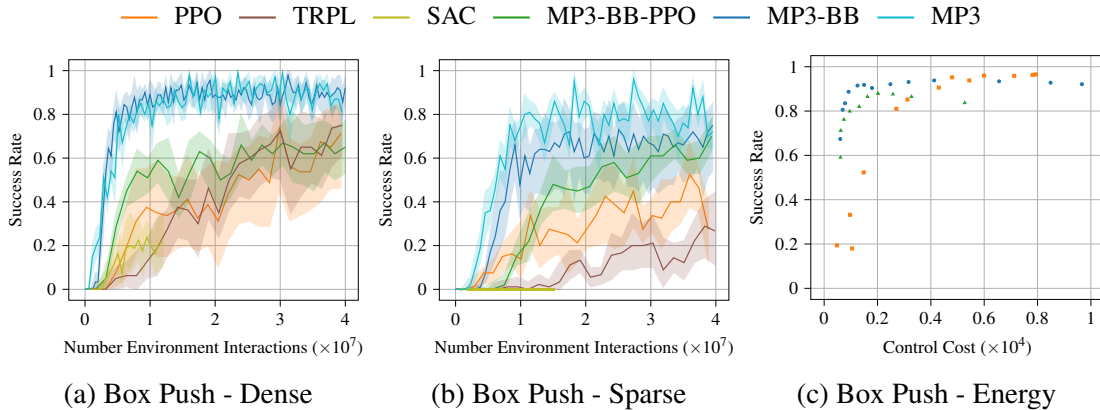 PPO TRPL SAC MP3-BB-PPO MP3-BB MP3
1
0.8
0.6
0.4
0.2
0
0 1 2 3 4
Success Rate
Number Environment Interactions (×10⁷)
(a) Box Push - Dense
1
0.8
0.6
0.4
0.2
0
0 1 2 3 4
Success Rate
Number Environment Interactions (×10⁷)
(b) Box Push - Sparse
1
0.8
0.6
0.4
0.2
0
0 0.2 0.4 0.6 0.8 1
Success Rate
Control Cost (×10⁴)
(c) Box Push - Energy